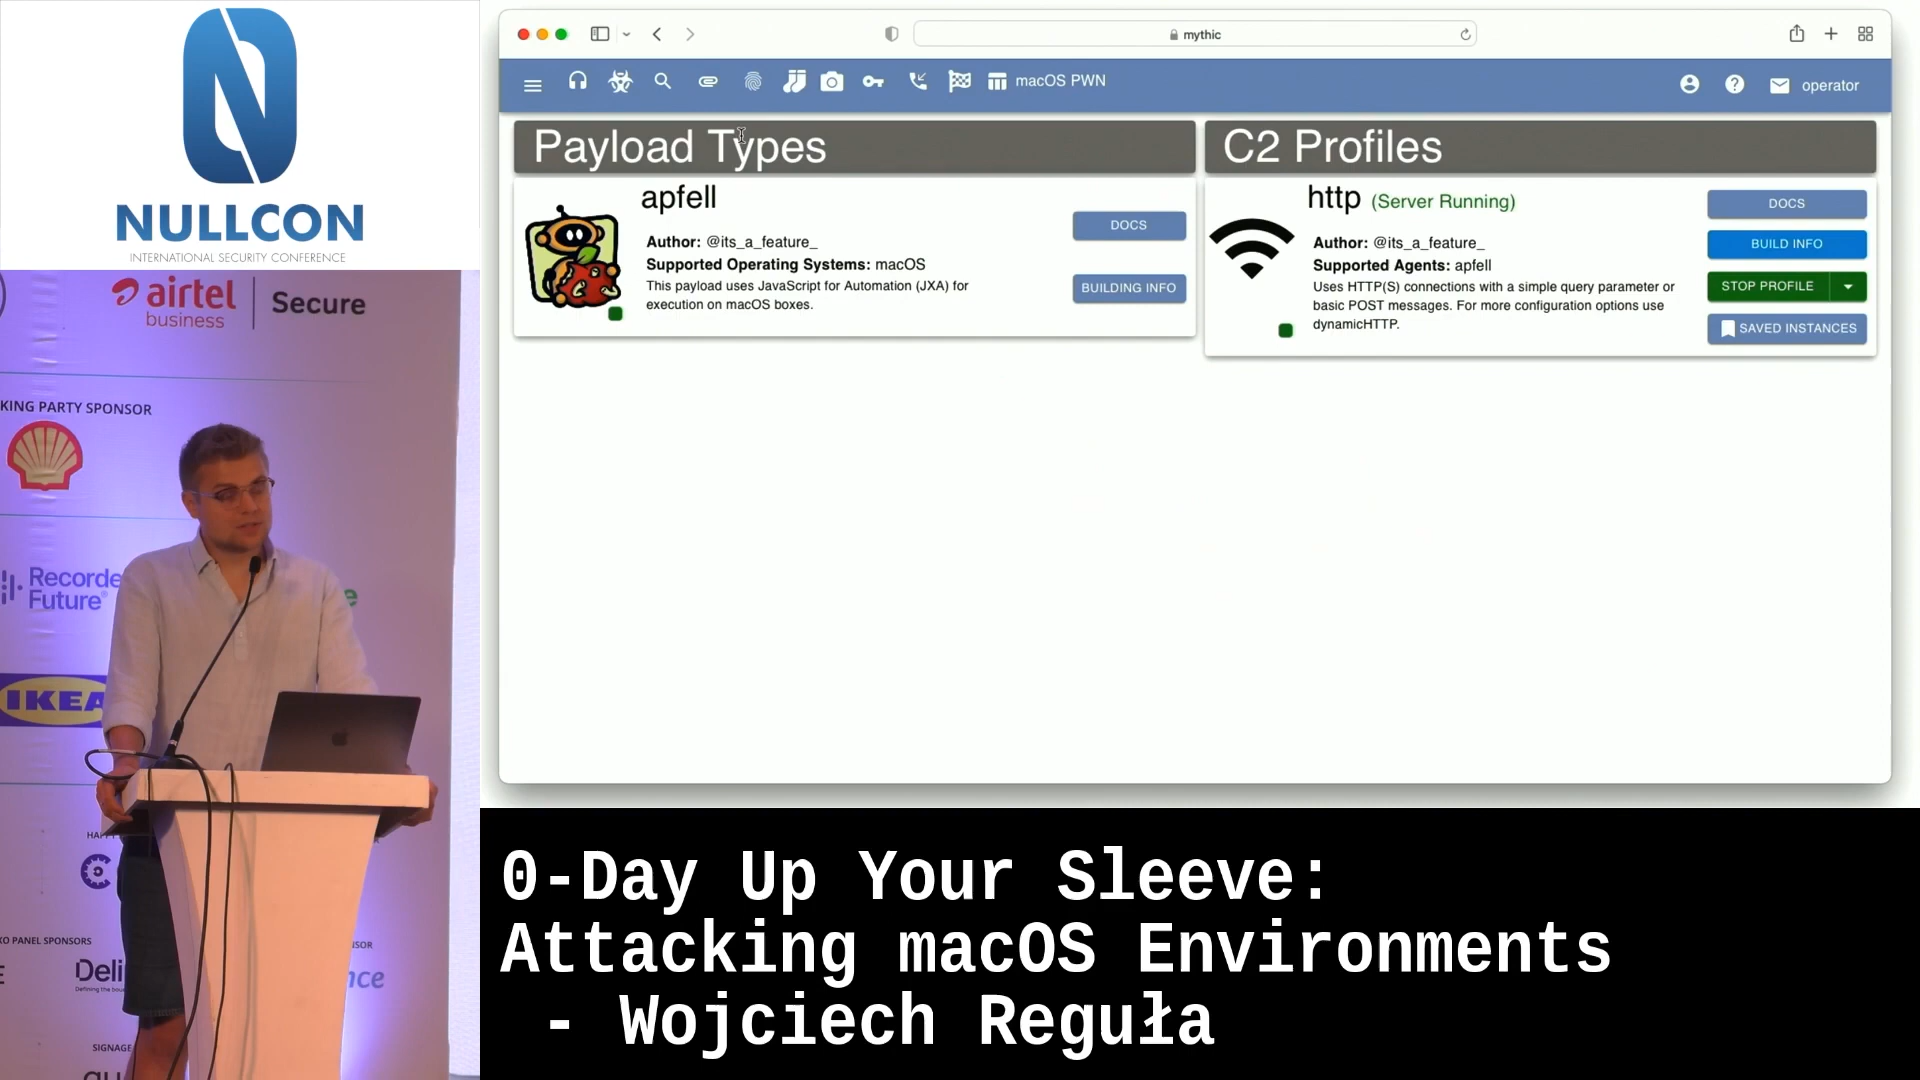 NULLCON
INTERNATIONAL SECURITY CONFERENCE
airtel
business
Secure
KING PARTY SPONSOR
Recorde
Future
IKEA
XO PANEL SPONSORS
Deli
SIGNAGE
mythic
macOS PWN
operator
Payload Types
apfell
Author: @its_a_feature_
Supported Operating Systems: macOS
This payload uses JavaScript for Automation (JXA) for
execution on macOS boxes.
DOCS
BUILDING INFO
C2 Profiles
http (Server Running)
Author: @its_a_feature_
Supported Agents: apfell
Uses HTTP(S) connections with a simple query parameter or
basic POST messages. For more configuration options use
dynamicHTTP.
DOCS
BUILD INFO
STOP PROFILE
SAVED INSTANCES
0-Day Up Your Sleeve:
Attacking macOS Environments
- Wojciech Reguła